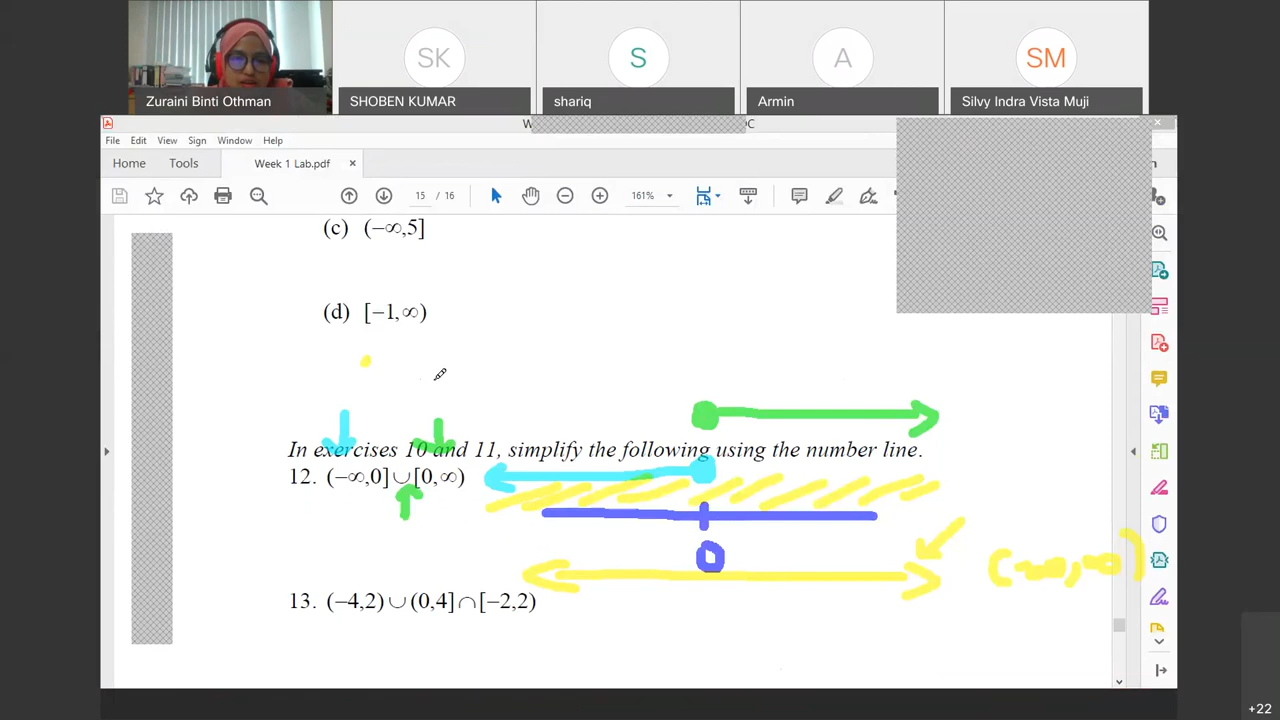 SK
S
A
SM
Zuraini Binti Othman
SHOBEN KUMAR
shariq
Armin
Silvy Indra Vista Muji
File Edit View Sign Window Help
Home Tools Week 1 Lab.pdf ×
15 / 16 161%
(c) (−∞,5]
(d) [−1,∞)
In exercises 10 and 11, simplify the following using the number line.
12. (−∞,0]∪[0,∞)
0
(-∞,∞)
13. (−4,2)∪(0,4]∩[−2,2)
+22